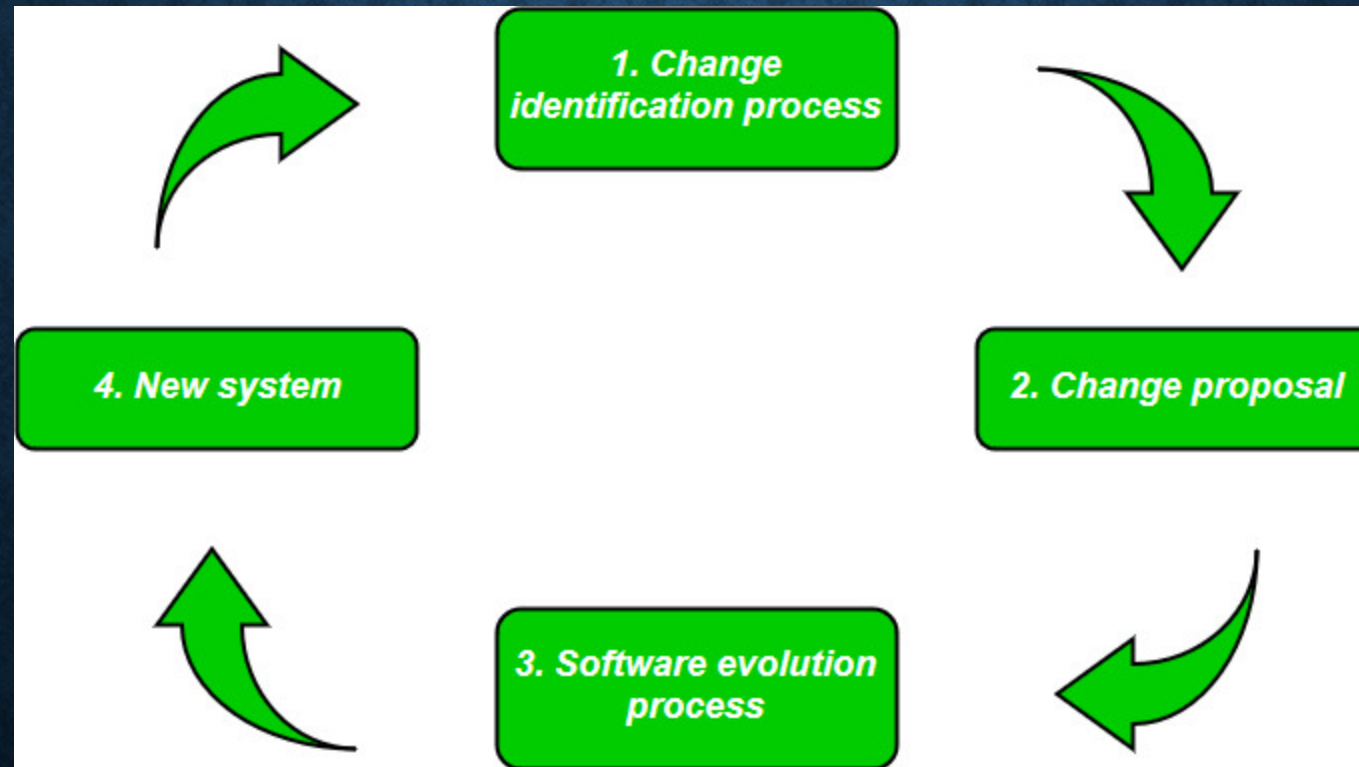 1. Change
identification process
2. Change proposal
3. Software evolution
process
4. New system